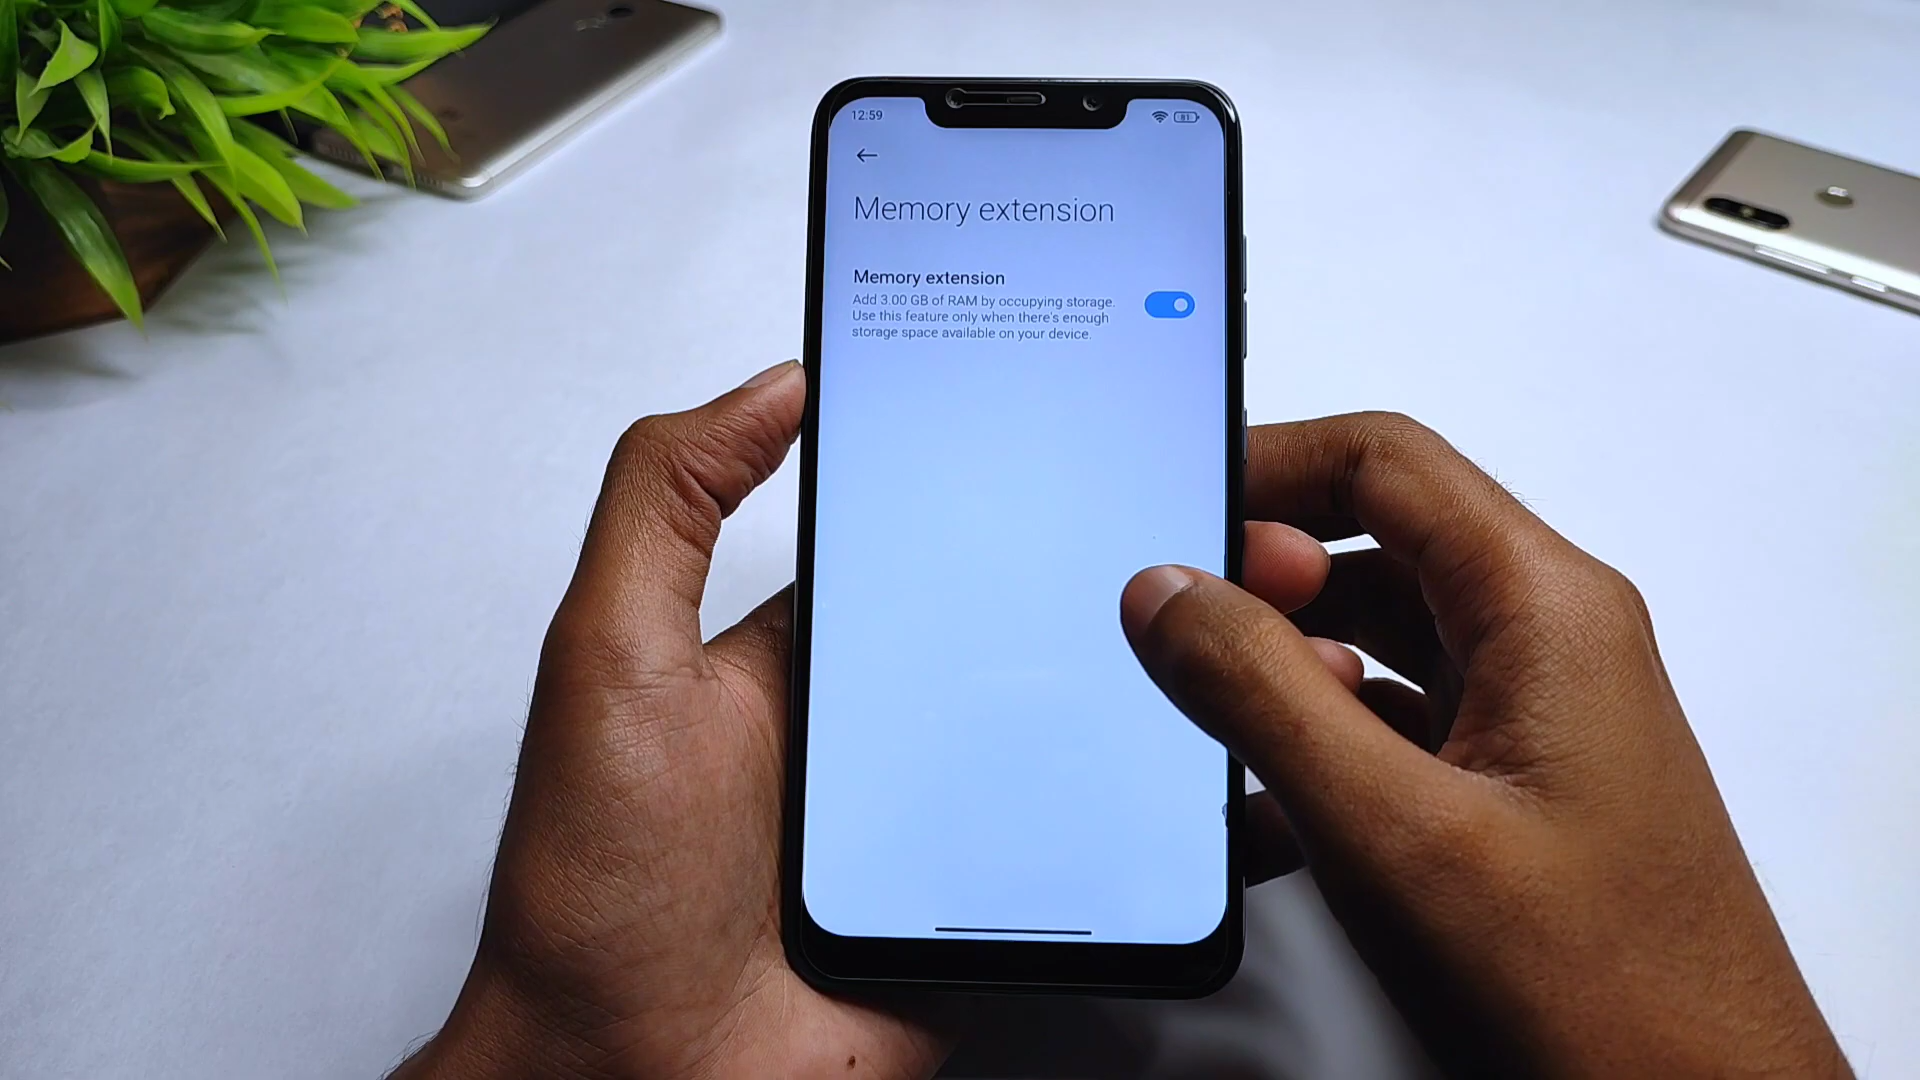 12:59
81
Memory extension
Memory extension
Add 3.00 GB of RAM by occupying storage.
Use this feature only when there's enough
storage space available on your device.